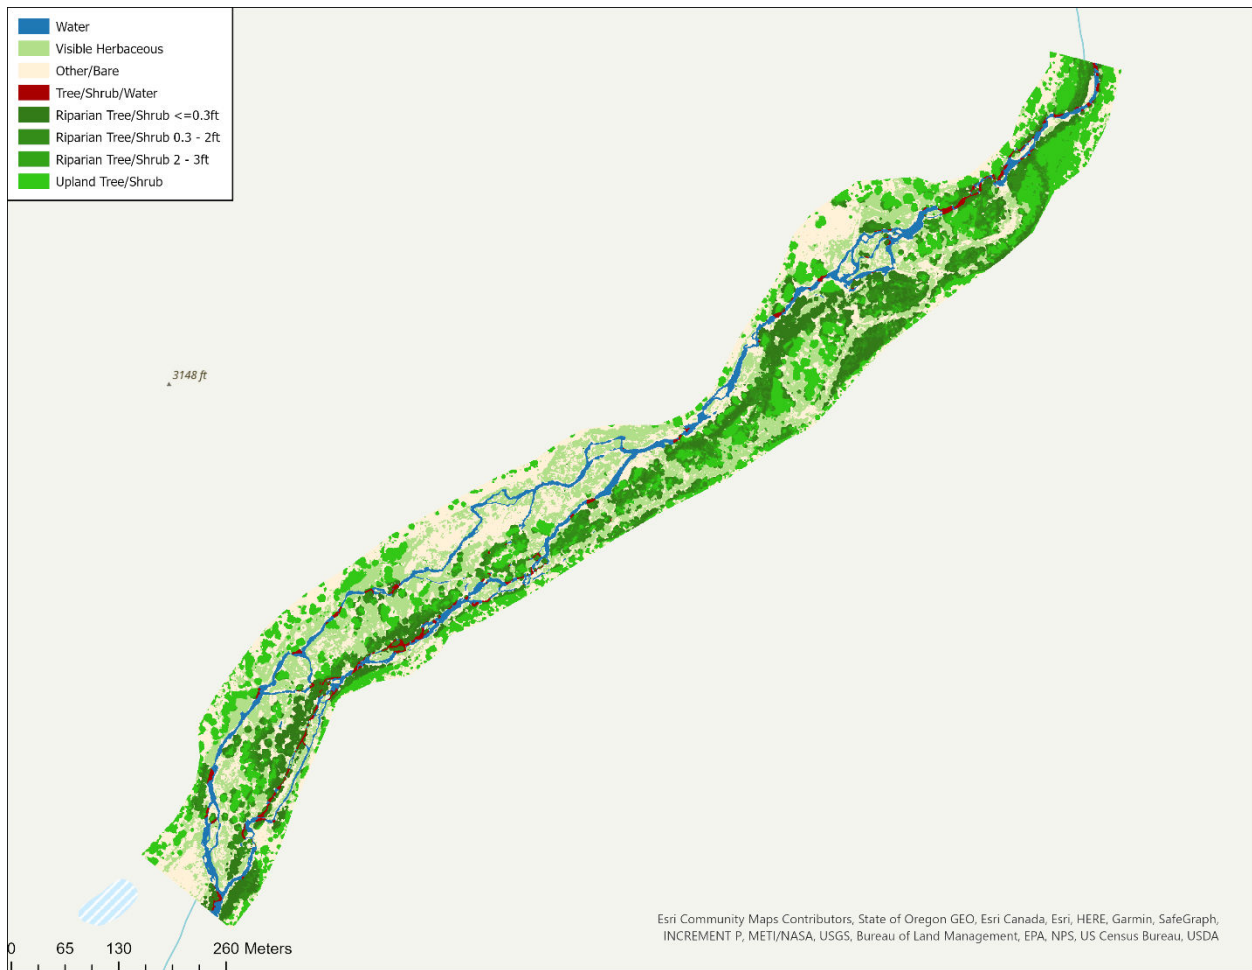 Water
Visible Herbaceous
Other/Bare
Tree/Shrub/Water
Riparian Tree/Shrub <=0.3ft
Riparian Tree/Shrub 0.3 - 2ft
Riparian Tree/Shrub 2 - 3ft
Upland Tree/Shrub
3148 ft
0 65 130 260 Meters
Esri Community Maps Contributors, State of Oregon GEO, Esri Canada, Esri, HERE, Garmin, SafeGraph,
INCREMENT P, METI/NASA, USGS, Bureau of Land Management, EPA, NPS, US Census Bureau, USDA